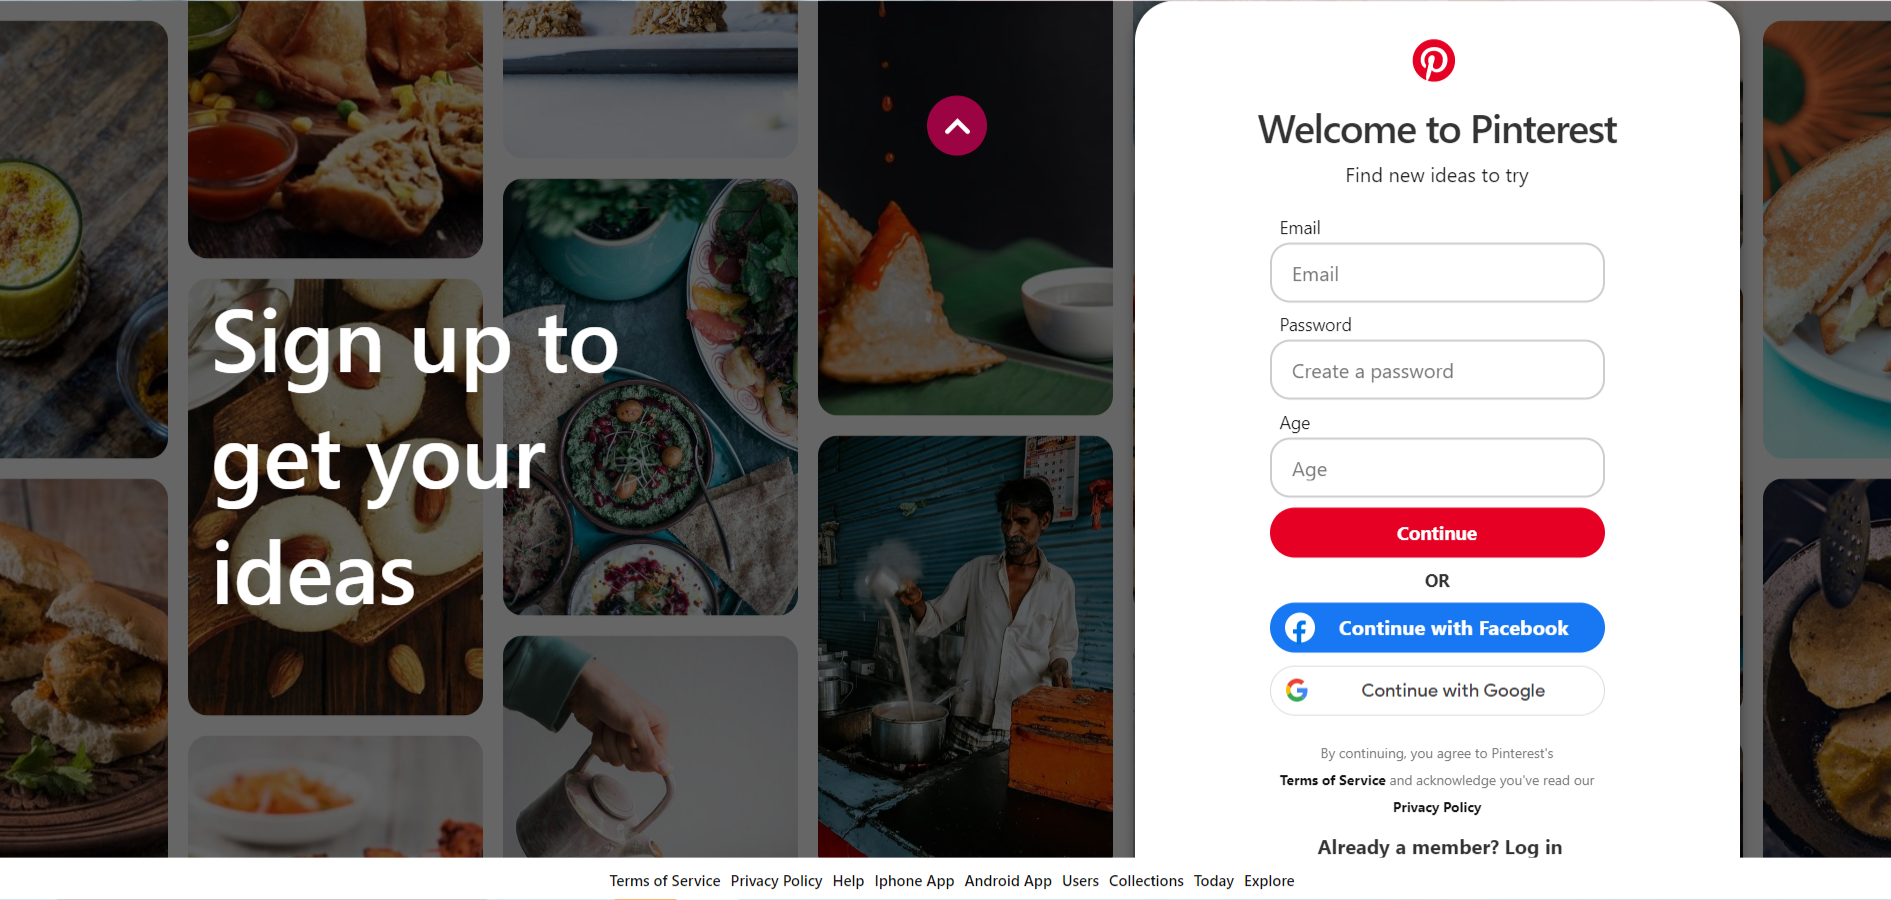 Sign up to
get your
ideas
Welcome to Pinterest
Find new ideas to try
Email
Email
Password
Create a password
Age
Age
Continue
OR
Continue with Facebook
Continue with Google
By continuing, you agree to Pinterest's
Terms of Service and acknowledge you've read our
Privacy Policy
Already a member? Log in
Terms of Service Privacy Policy Help Iphone App Android App Users Collections Today Explore